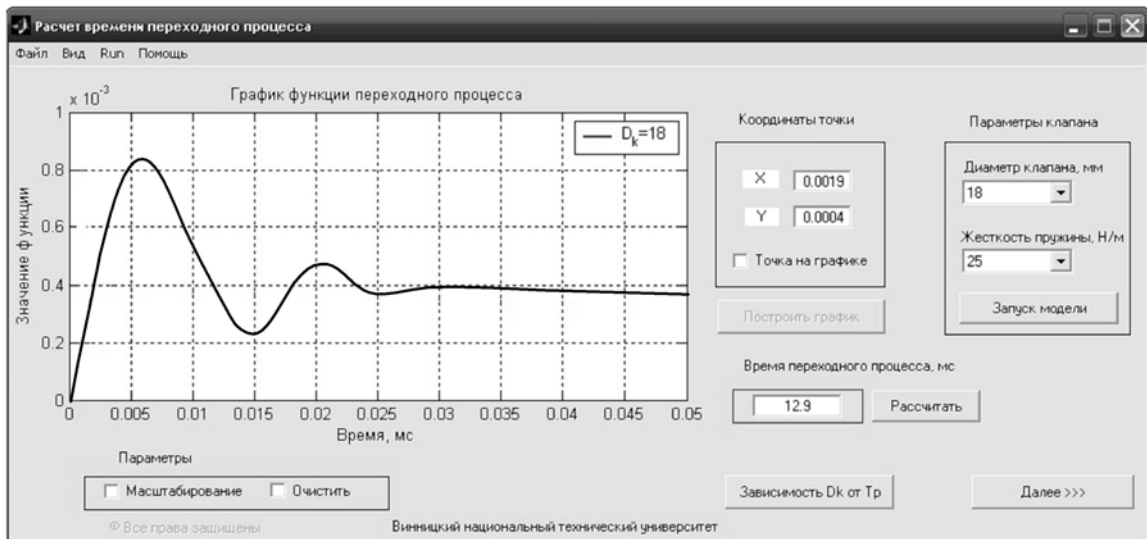 Расчет времени переходного процесса
Файл Вид Run Помощь
x 10^-3
График функции переходного процесса
D_k=18
Значение функции
1
0.8
0.6
0.4
0.2
0
0 0.005 0.01 0.015 0.02 0.025 0.03 0.035 0.04 0.045 0.05
Время, мс
Параметры
Масштабирование Очистить
© Все права защищены
Винницкий национальный технический университет
Координаты точки
X 0.0019
Y 0.0004
Точка на графике
Построить график
Параметры клапана
Диаметр клапана, мм
18
Жесткость пружины, Н/м
25
Запуск модели
Время переходного процесса, мс
12.9 Рассчитать
Зависимость Dk от Tp
Далее >>>